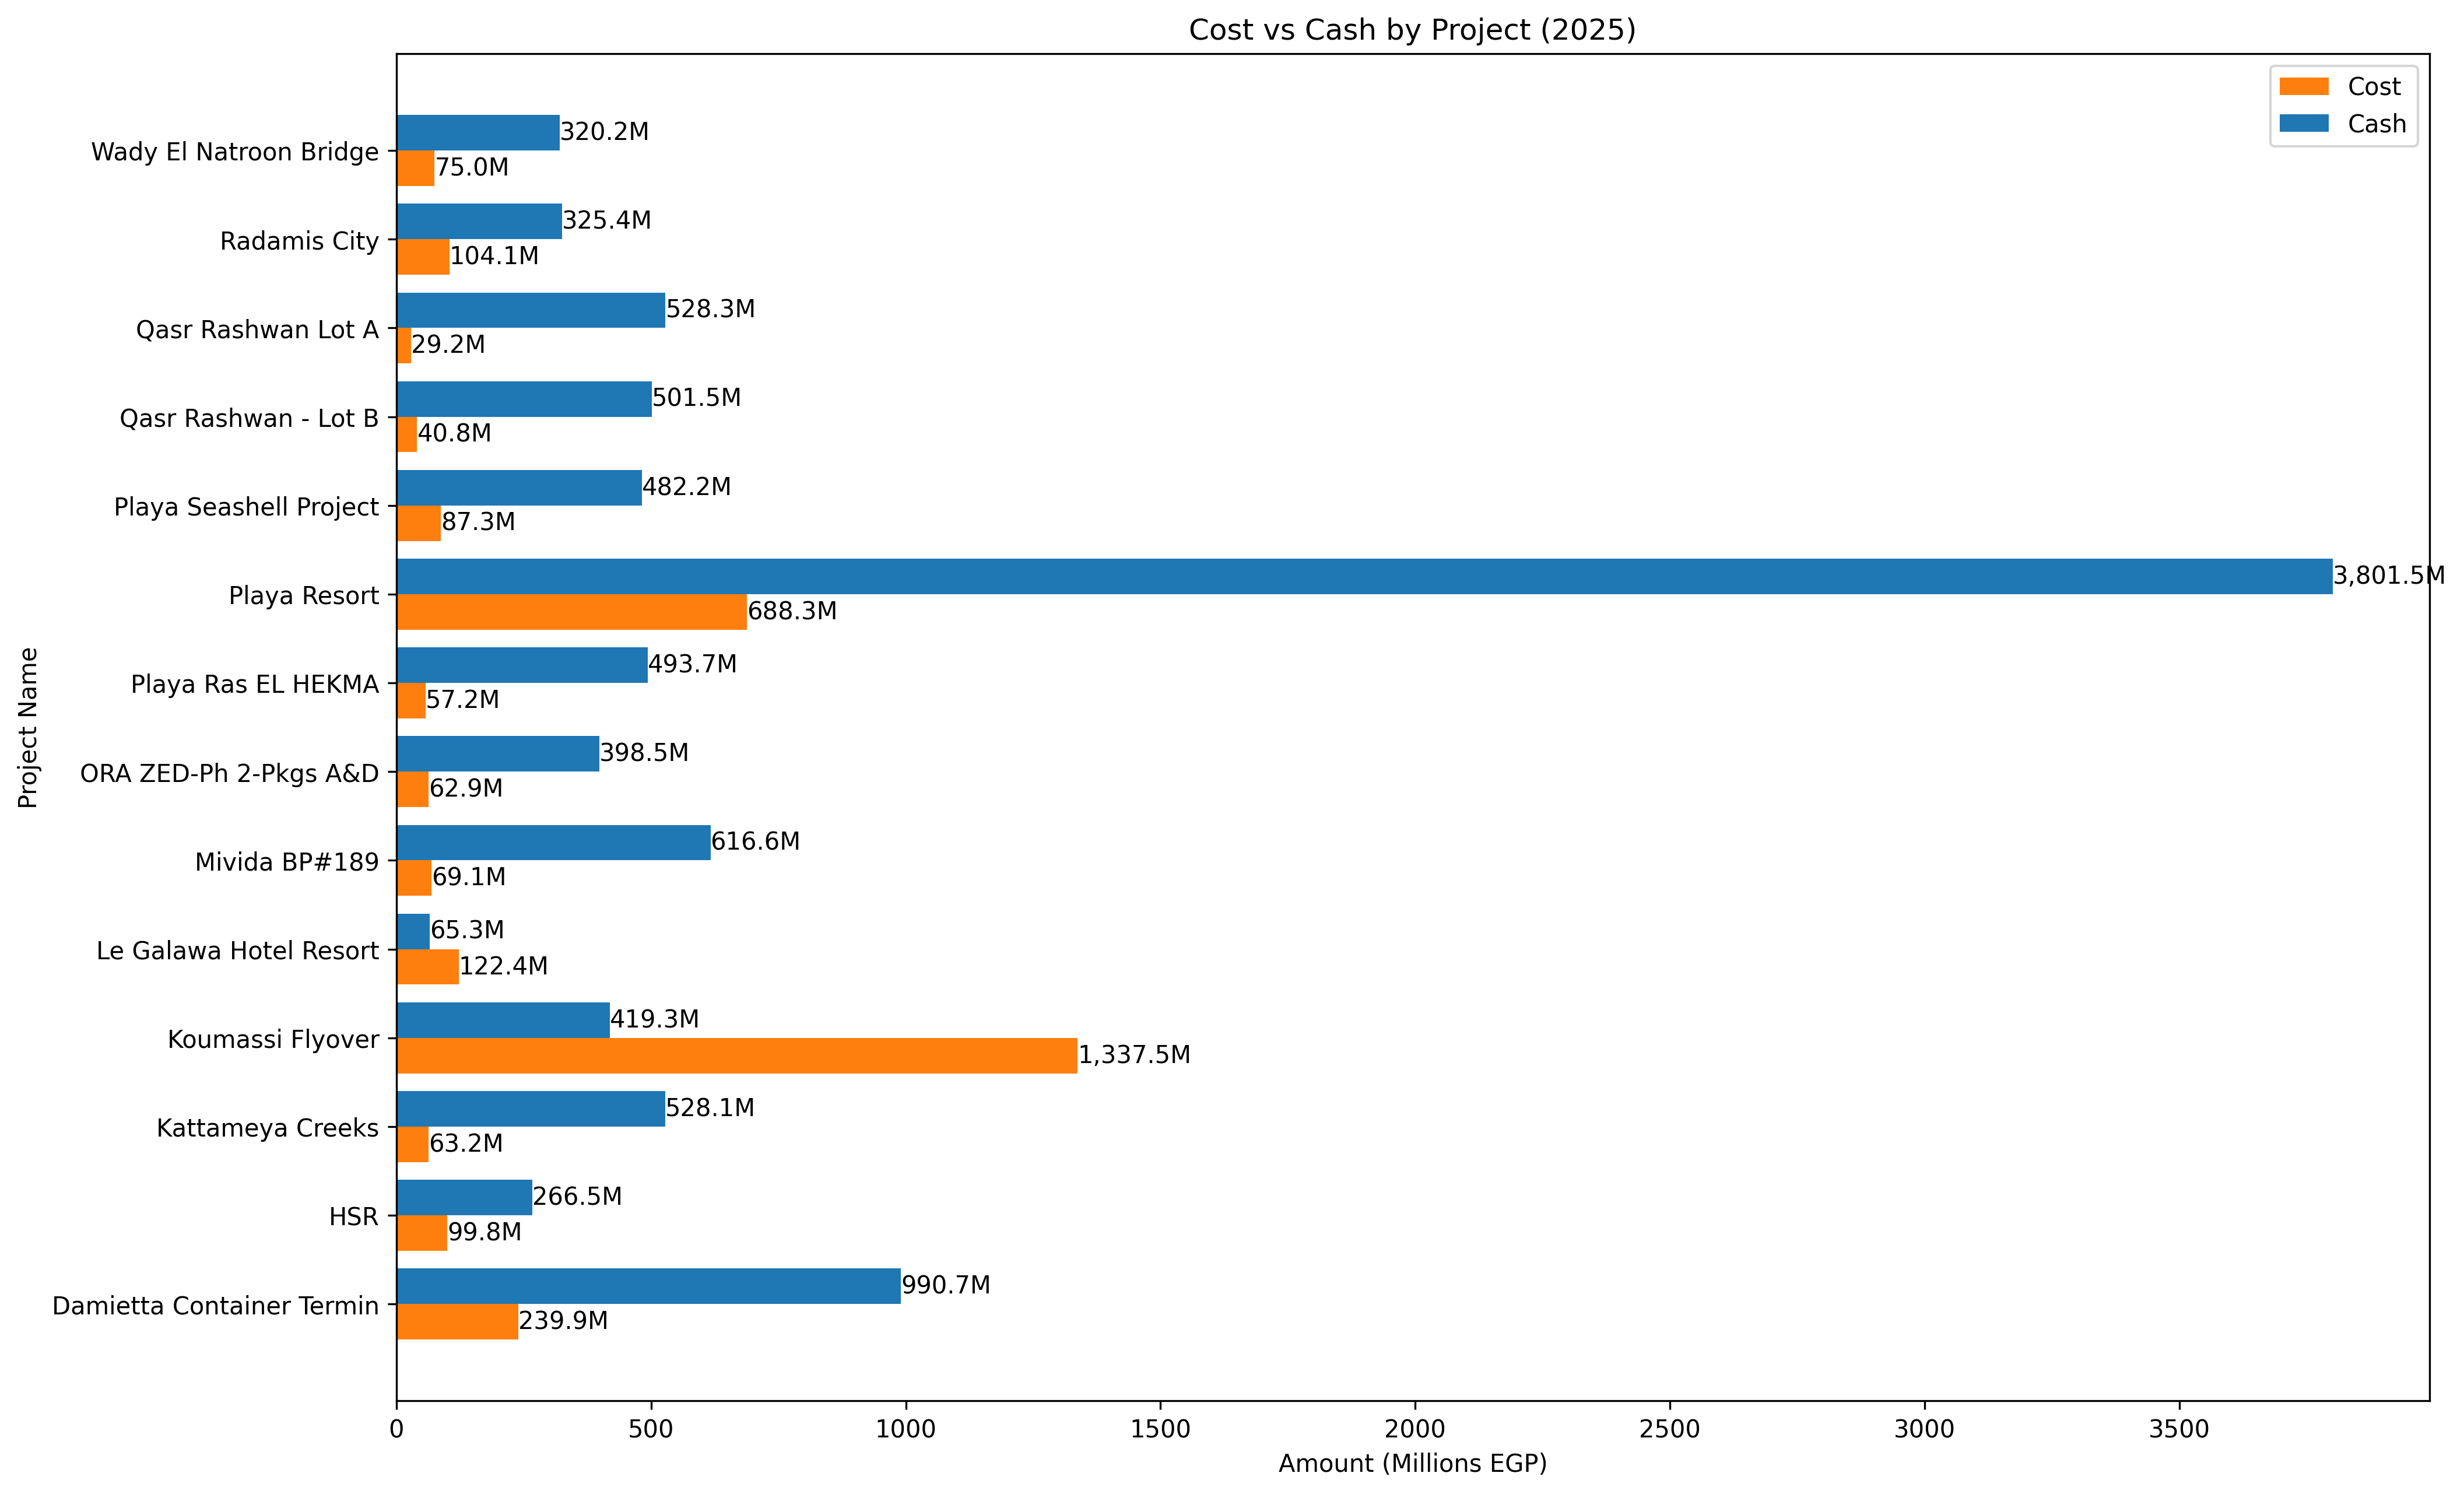 Cost vs Cash by Project (2025)
Cost
Cash
Project Name
Wady El Natroon Bridge
320.2M
75.0M
Radamis City
325.4M
104.1M
Qasr Rashwan Lot A
528.3M
29.2M
Qasr Rashwan - Lot B
501.5M
40.8M
Playa Seashell Project
482.2M
87.3M
Playa Resort
3,801.5M
688.3M
Playa Ras EL HEKMA
493.7M
57.2M
ORA ZED-Ph 2-Pkgs A&D
398.5M
62.9M
Mivida BP#189
616.6M
69.1M
Le Galawa Hotel Resort
65.3M
122.4M
Koumassi Flyover
419.3M
1,337.5M
Kattameya Creeks
528.1M
63.2M
HSR
266.5M
99.8M
Damietta Container Termin
990.7M
239.9M
0 500 1000 1500 2000 2500 3000 3500
Amount (Millions EGP)